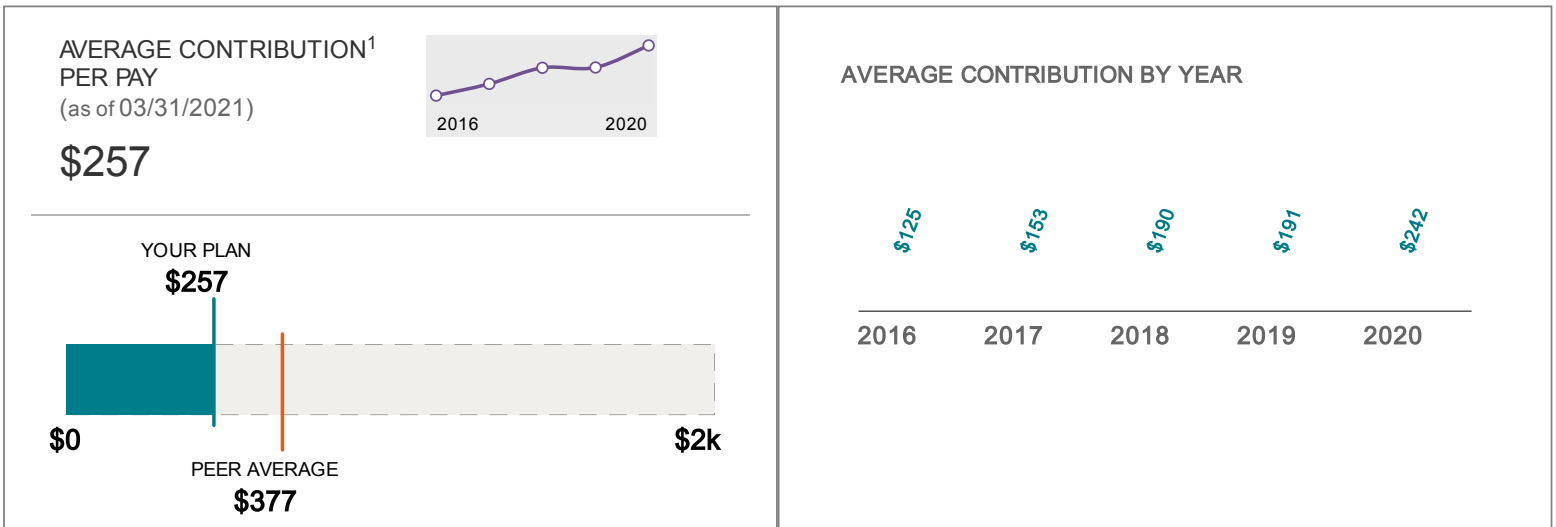 AVERAGE CONTRIBUTION1
PER PAY
(as of 03/31/2021)
$257
2016 2020
YOUR PLAN
$257
$0 $2k
PEER AVERAGE
$377
AVERAGE CONTRIBUTION BY YEAR
$125 $153 $190 $191 $242
2016 2017 2018 2019 2020